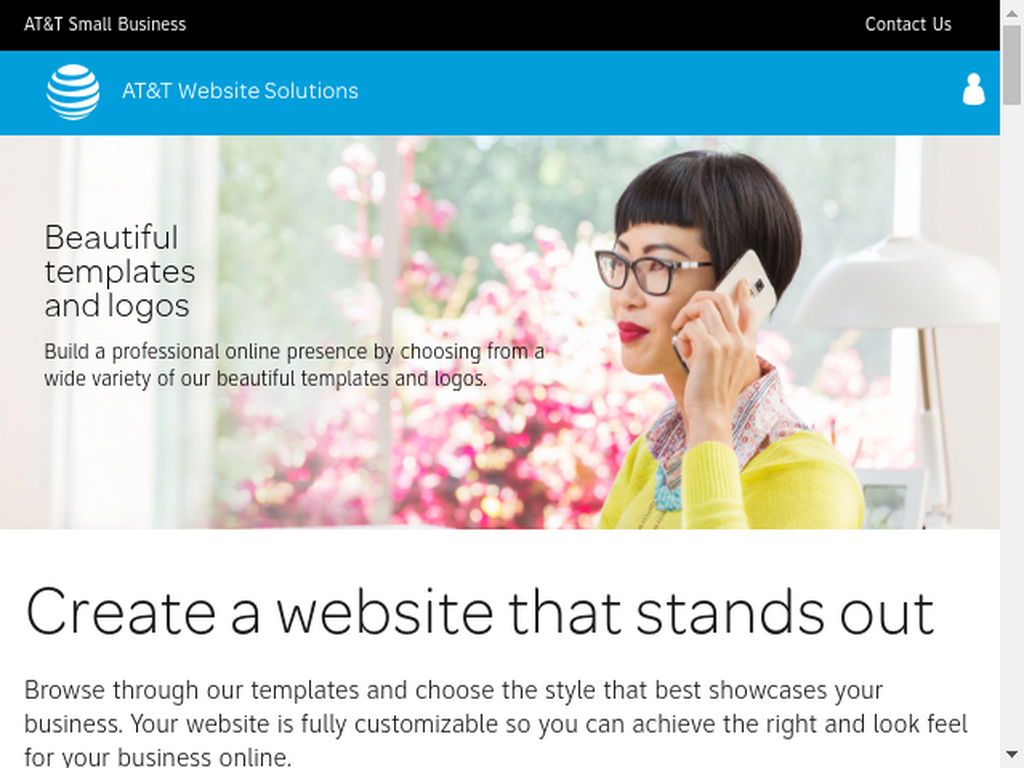 AT&T Small Business
Contact Us
AT&T Website Solutions
Beautiful
templates
and logos
Build a professional online presence by choosing from a
wide variety of our beautiful templates and logos.
Create a website that stands out
Browse through our templates and choose the style that best showcases your
business. Your website is fully customizable so you can achieve the right and look feel
for your business online.